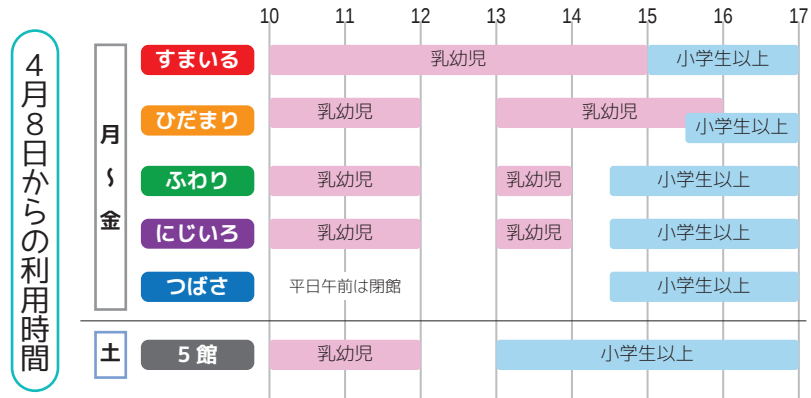 10 11 12 13 14 15 16 17
4月8日からの利用時間
月～金
すまいる 乳幼児 小学生以上
ひだまり 乳幼児 乳幼児 小学生以上
ふわり 乳幼児 乳幼児 小学生以上
にじいろ 乳幼児 乳幼児 小学生以上
つばさ 平日午前は閉館 小学生以上
土
5館 乳幼児 小学生以上